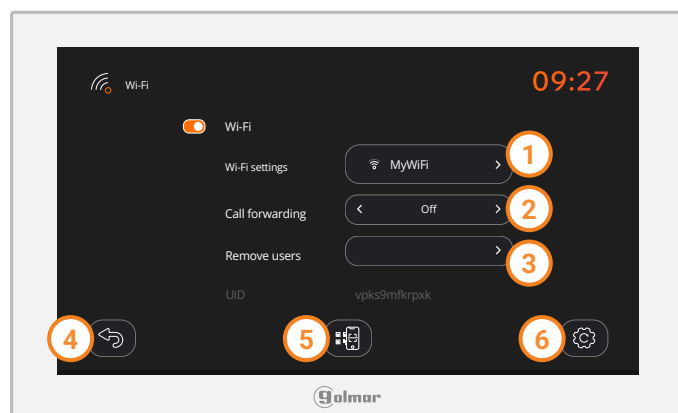 Wi-Fi
09:27
Wi-Fi
Wi-Fi settings
MyWiFi
1
Call forwarding
Off
2
Remove users
3
UID
vpks9mfkrpxk
4
5
6
golmar